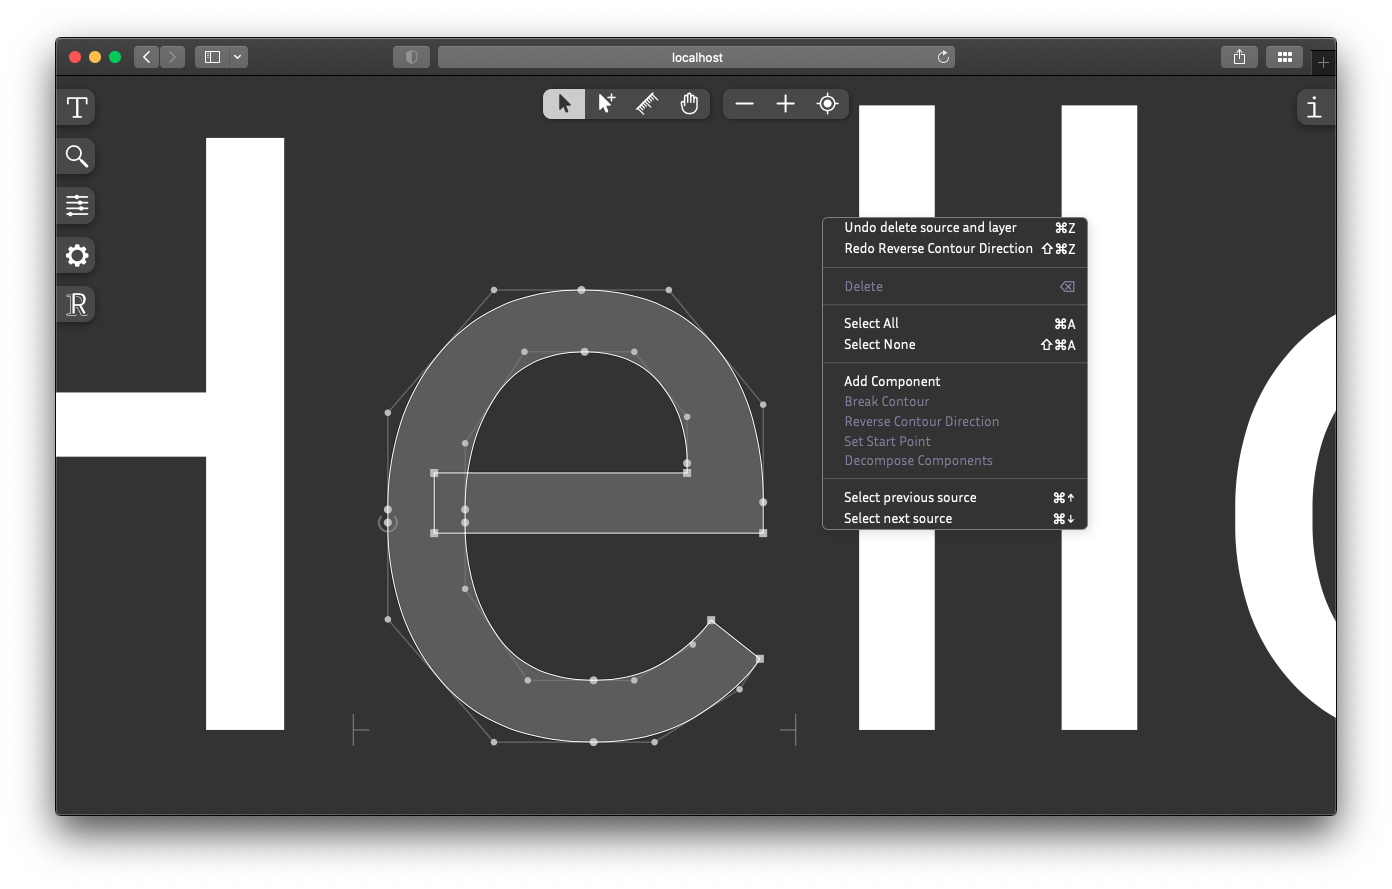 localhost
T
i
R
H e l l o
Undo delete source and layer ⌘Z
Redo Reverse Contour Direction ⇧⌘Z
Delete ⌫
Select All ⌘A
Select None ⇧⌘A
Add Component
Break Contour
Reverse Contour Direction
Set Start Point
Decompose Components
Select previous source ⌘↑
Select next source ⌘↓